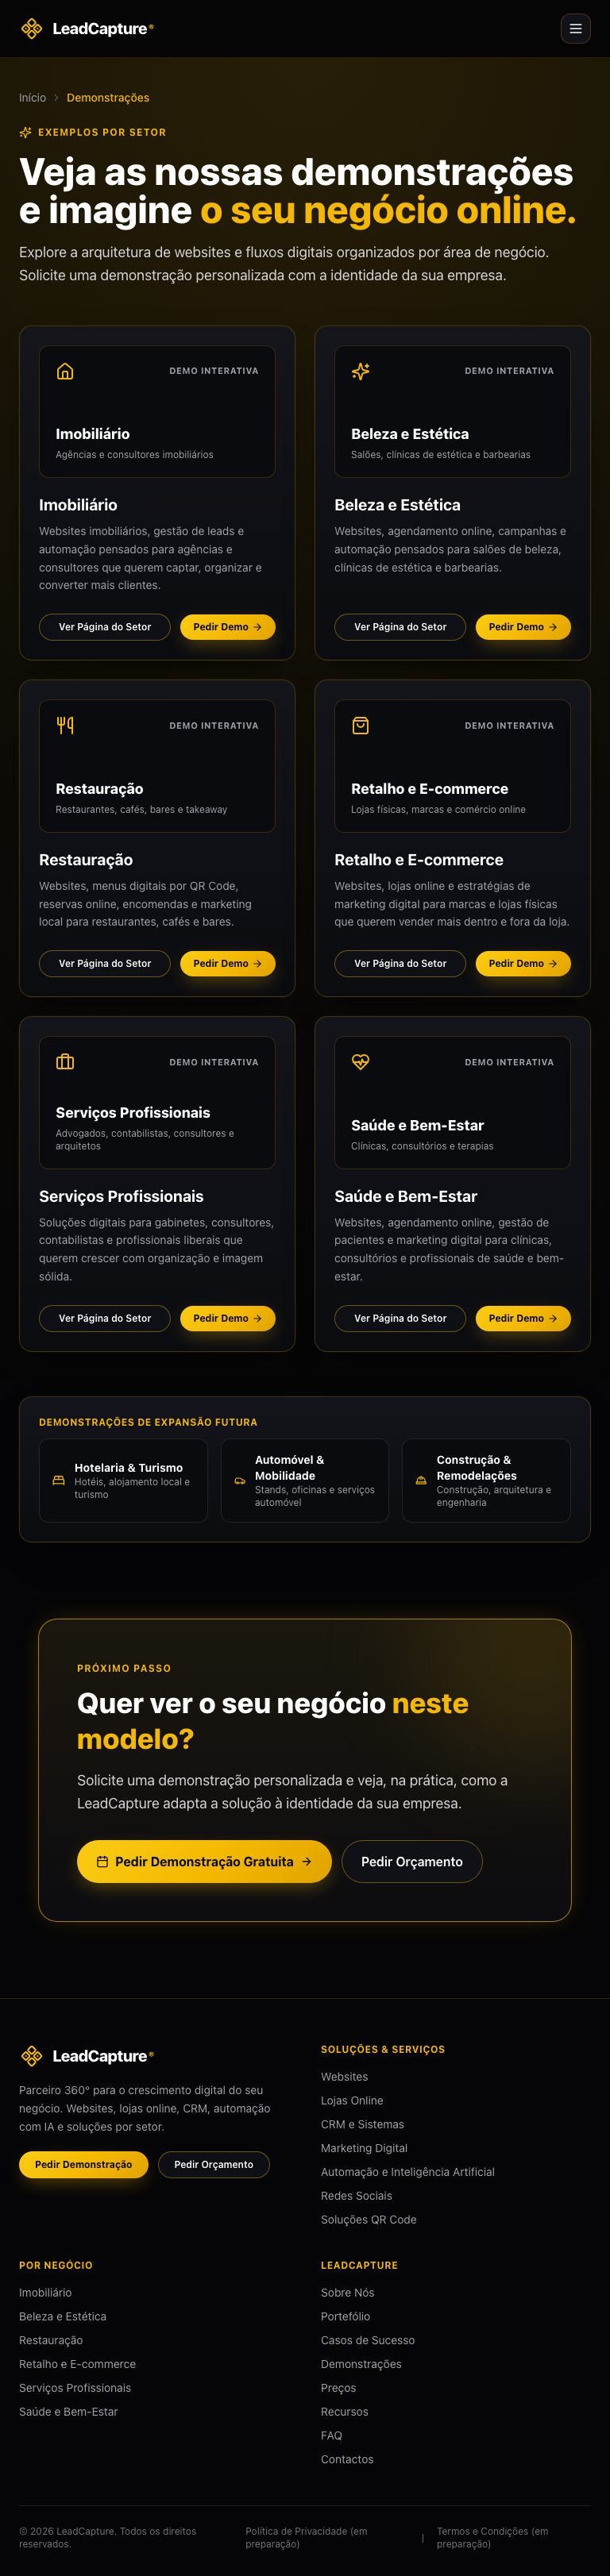 LeadCapture®
Início > Demonstrações
EXEMPLOS POR SETOR
Veja as nossas demonstrações
e imagine o seu negócio online.
Explore a arquitetura de websites e fluxos digitais organizados por área de negócio.
Solicite uma demonstração personalizada com a identidade da sua empresa.
DEMO INTERATIVA
Imobiliário
Agências e consultores imobiliários
Imobiliário
Websites imobiliários, gestão de leads e
automação pensados para agências e
consultores que querem captar, organizar e
converter mais clientes.
Ver Página do Setor
Pedir Demo →
DEMO INTERATIVA
Beleza e Estética
Salões, clínicas de estética e barbearias
Beleza e Estética
Websites, agendamento online, campanhas e
automação pensados para salões de beleza,
clínicas de estética e barbearias.
Ver Página do Setor
Pedir Demo →
DEMO INTERATIVA
Restauração
Restaurantes, cafés, bares e takeaway
Restauração
Websites, menus digitais por QR Code,
reservas online, encomendas e marketing
local para restaurantes, cafés e bares.
Ver Página do Setor
Pedir Demo →
DEMO INTERATIVA
Retalho e E-commerce
Lojas físicas, marcas e comércio online
Retalho e E-commerce
Websites, lojas online e estratégias de
marketing digital para marcas e lojas físicas
que querem vender mais dentro e fora da loja.
Ver Página do Setor
Pedir Demo →
DEMO INTERATIVA
Serviços Profissionais
Advogados, contabilistas, consultores e
arquitetos
Serviços Profissionais
Soluções digitais para gabinetes, consultores,
contabilistas e profissionais liberais que
querem crescer com organização e imagem
sólida.
Ver Página do Setor
Pedir Demo →
DEMO INTERATIVA
Saúde e Bem-Estar
Clínicas, consultórios e terapias
Saúde e Bem-Estar
Websites, agendamento online, gestão de
pacientes e marketing digital para clínicas,
consultórios e profissionais de saúde e bem-
estar.
Ver Página do Setor
Pedir Demo →
DEMONSTRAÇÕES DE EXPANSÃO FUTURA
Hotelaria & Turismo
Hotéis, alojamento local e
turismo
Automóvel &
Mobilidade
Stands, oficinas e serviços
automóvel
Construção &
Remodelações
Construção, arquitetura e
engenharia
PRÓXIMO PASSO
Quer ver o seu negócio neste
modelo?
Solicite uma demonstração personalizada e veja, na prática, como a
LeadCapture adapta a solução à identidade da sua empresa.
Pedir Demonstração Gratuita →
Pedir Orçamento
LeadCapture®
Parceiro 360° para o crescimento digital do seu
negócio. Websites, lojas online, CRM, automação
com IA e soluções por setor.
Pedir Demonstração
Pedir Orçamento
SOLUÇÕES & SERVIÇOS
Websites
Lojas Online
CRM e Sistemas
Marketing Digital
Automação e Inteligência Artificial
Redes Sociais
Soluções QR Code
POR NEGÓCIO
Imobiliário
Beleza e Estética
Restauração
Retalho e E-commerce
Serviços Profissionais
Saúde e Bem-Estar
LEADCAPTURE
Sobre Nós
Portefólio
Casos de Sucesso
Demonstrações
Preços
Recursos
FAQ
Contactos
© 2026 LeadCapture. Todos os direitos
reservados.
Política de Privacidade (em
preparação)
|
Termos e Condições (em
preparação)